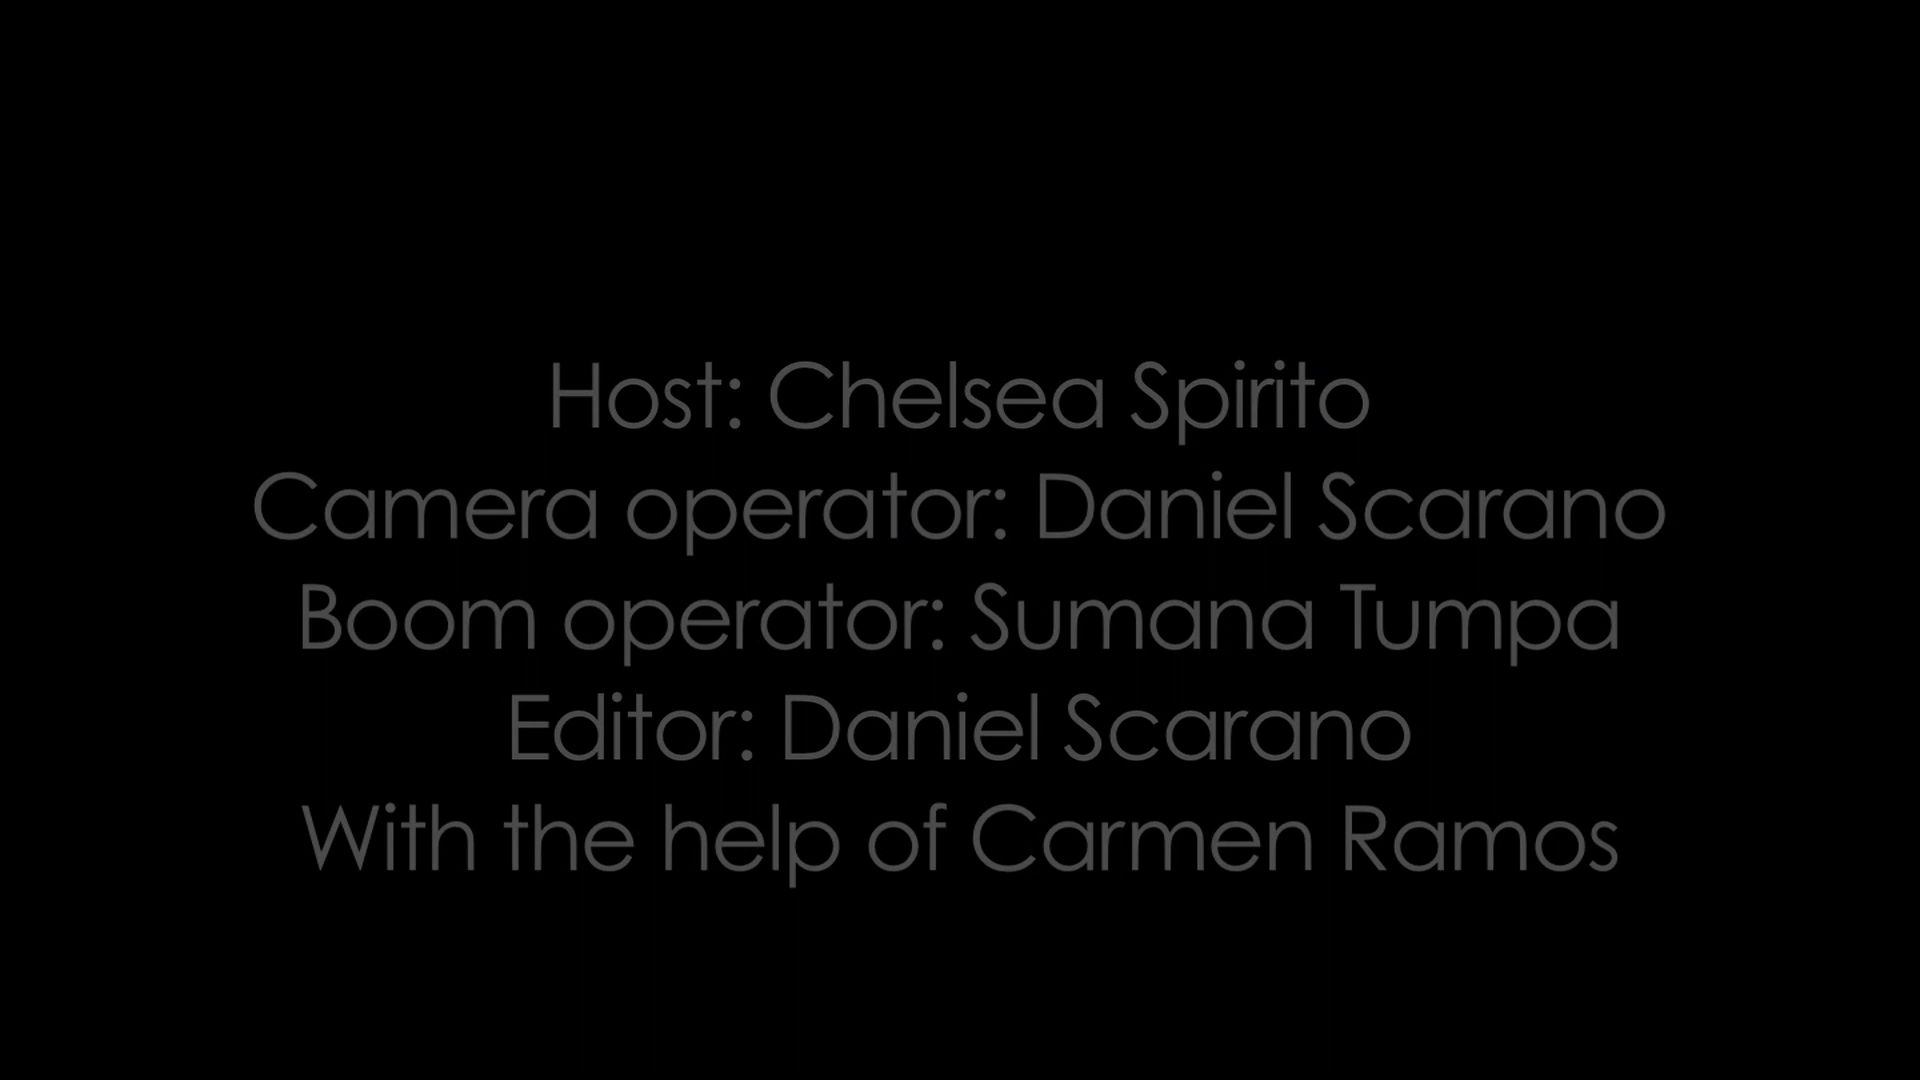 Host: Chelsea Spirito
Camera operator: Daniel Scarano
Boom operator: Sumana Tumpa
Editor: Daniel Scarano
With the help of Carmen Ramos